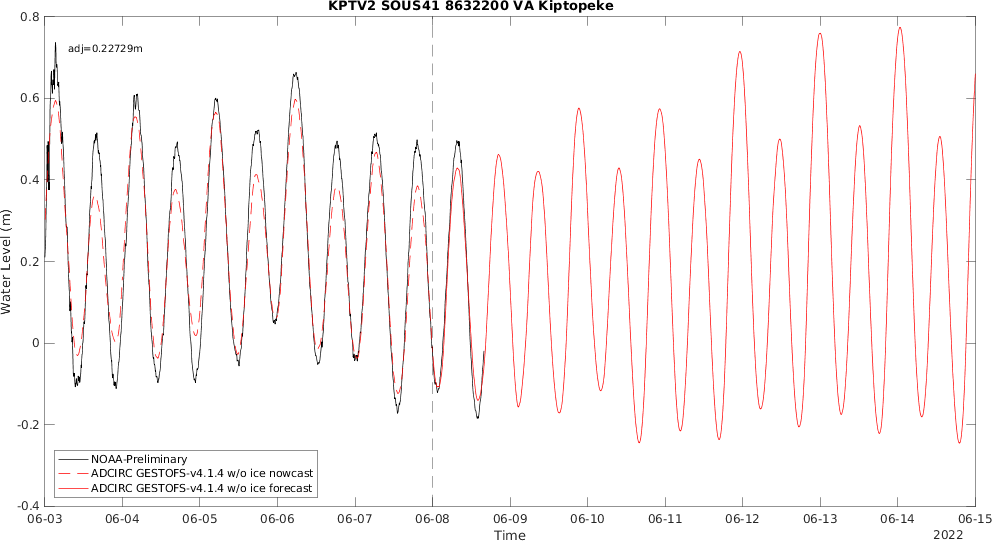 KPTV2 SOUS41 8632200 VA Kiptopeke
adj=0.22729m
Water Level (m)
0.8
0.6
0.4
0.2
0
-0.2
-0.4
NOAA-Preliminary
ADCIRC GESTOFS-v4.1.4 w/o ice nowcast
ADCIRC GESTOFS-v4.1.4 w/o ice forecast
06-03 06-04 06-05 06-06 06-07 06-08 06-09 06-10 06-11 06-12 06-13 06-14 06-15
Time
2022